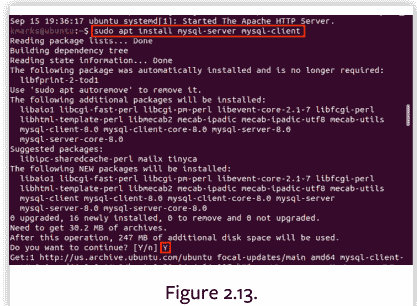 Sep 15 19:36:17 ubuntu systemd[1]: Started The Apache HTTP Server.
kmarks@ubuntu:~$ sudo apt install mysql-server mysql-client
Reading package lists... Done
Building dependency tree
Reading state information... Done
The following package was automatically installed and is no longer required:
libfprint-2-tod1
Use 'sudo apt autoremove' to remove it.
The following additional packages will be installed:
libaio1 libcgi-fast-perl libcgi-pm-perl libevent-core-2.1-7 libfcgi-perl
libhtml-template-perl libmecab2 mecab-ipadic mecab-ipadic-utf8 mecab-utils
mysql-client-8.0 mysql-client-core-8.0 mysql-server-8.0
mysql-server-core-8.0
Suggested packages:
libipc-sharedcache-perl mailx tinyca
The following NEW packages will be installed:
libaio1 libcgi-fast-perl libcgi-pm-perl libevent-core-2.1-7 libfcgi-perl
libhtml-template-perl libmecab2 mecab-ipadic mecab-ipadic-utf8 mecab-utils
mysql-client mysql-client-8.0 mysql-client-core-8.0 mysql-server
mysql-server-8.0 mysql-server-core-8.0
0 upgraded, 16 newly installed, 0 to remove and 0 not upgraded.
Need to get 30.2 MB of archives.
After this operation, 247 MB of additional disk space will be used.
Do you want to continue? [Y/n] Y
Get:1 http://us.archive.ubuntu.com/ubuntu focal-updates/main amd64 mysql-client-
Figure 2.13.